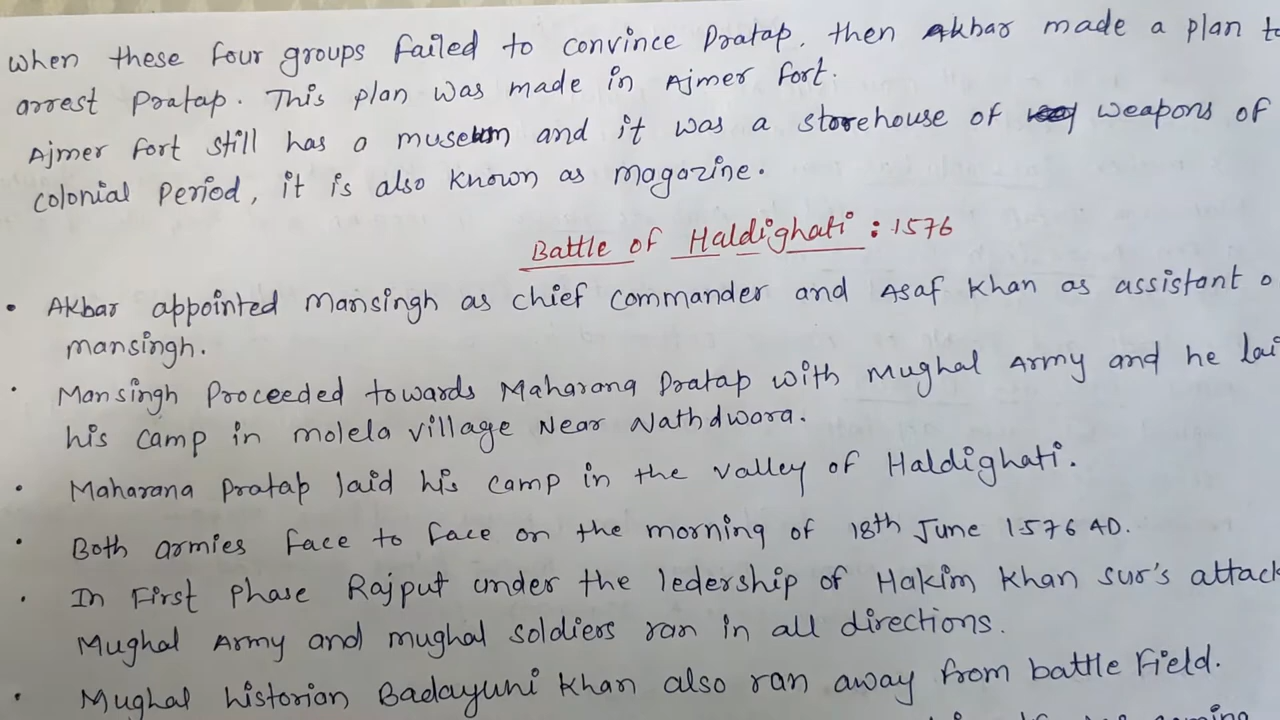 when these four groups failed to convince Pratap, then Akbar made a plan to
arrest Pratap. This plan was made in Ajmer fort.
Ajmer fort still has a museum and it was a storehouse of weapons of
colonial Period, it is also known as magazine.
Battle of Haldighati : 1576
• Akbar appointed Mansingh as chief Commander and Asaf Khan as assistant o
mansingh.
• Mansingh Proceeded towards Maharana Pratap with Mughal Army and he lai
his camp in molela village Near Nathdwara.
• Maharana Pratap laid his camp in the valley of Haldighati.
• Both armies face to face on the morning of 18th June 1576 AD.
• In First phase Rajput under the ledership of Hakim Khan sur's attack
Mughal Army and mughal soldiers ran in all directions.
• Mughal historian Badayuni Khan also ran away from battle Field.